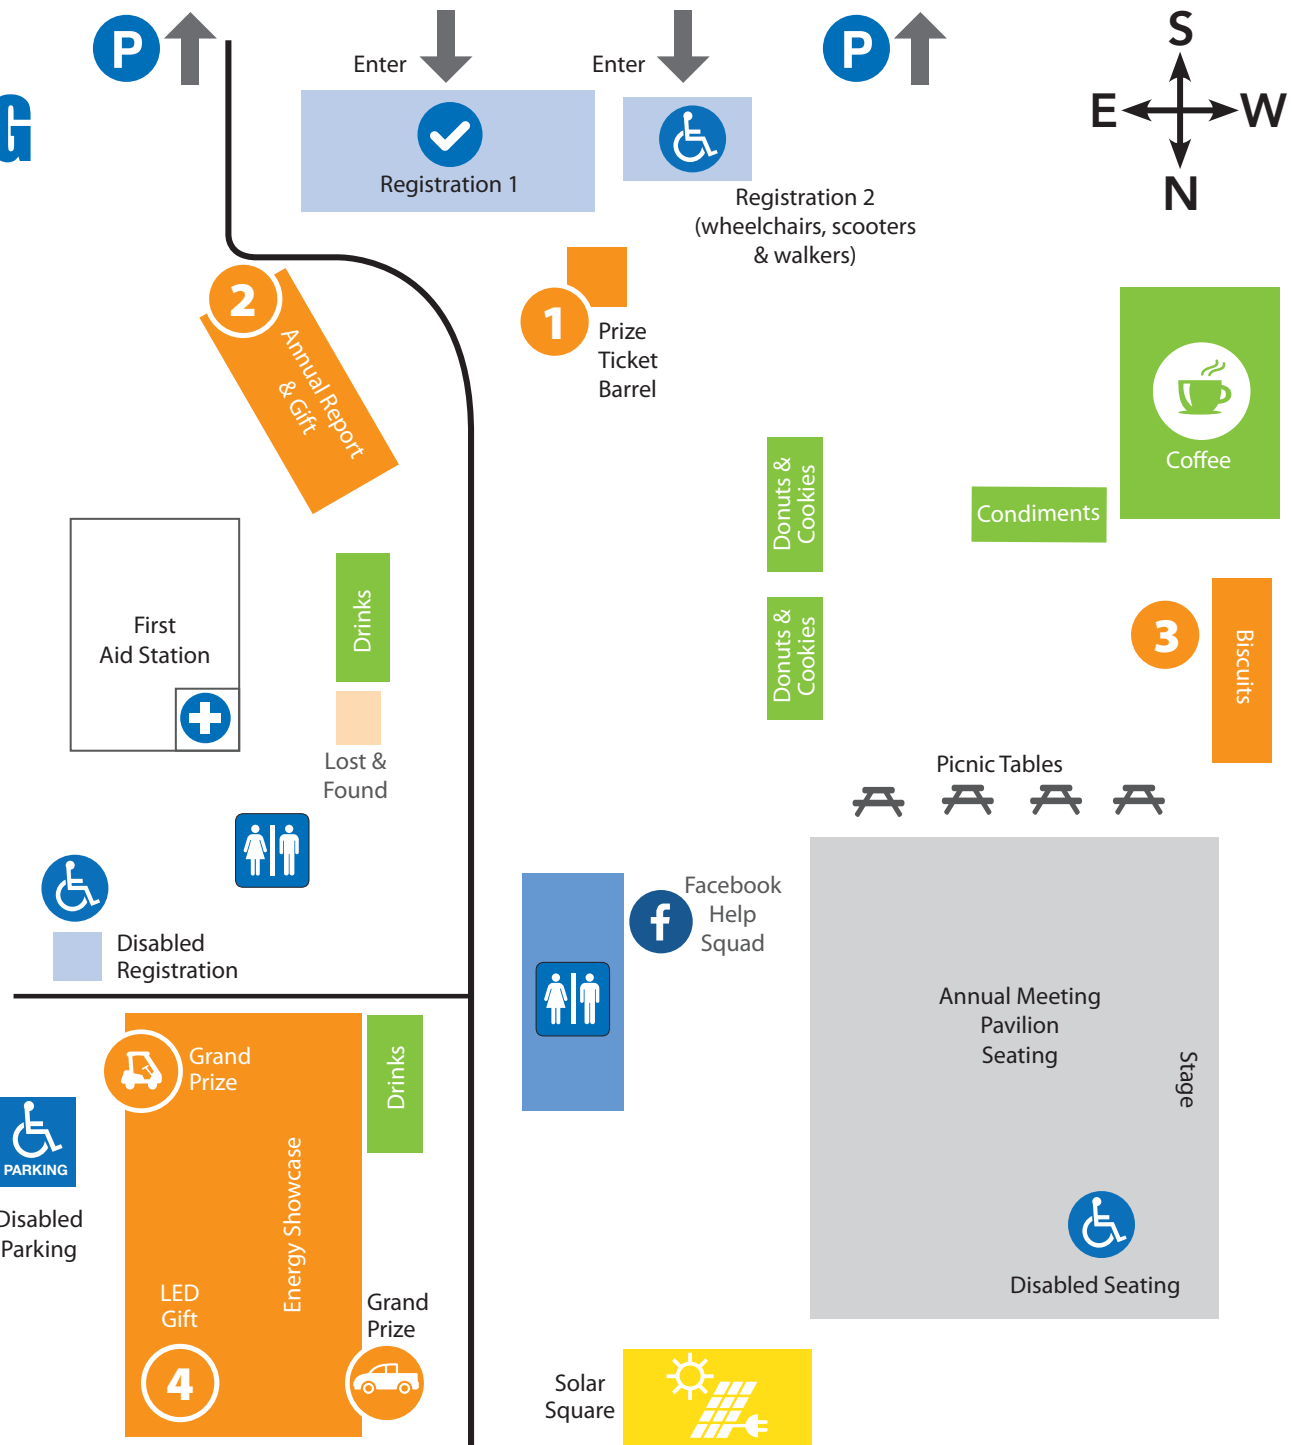 P
Enter
Enter
P
S
E
W
N
G
Registration 1
Registration 2
(wheelchairs, scooters
& walkers)
2
Annual Report
& Gift
1
Prize
Ticket
Barrel
Coffee
Donuts &
Cookies
Condiments
Donuts &
Cookies
3
Biscuits
First
Aid Station
Drinks
Lost &
Found
Picnic Tables
Facebook
Help
Squad
f
Disabled
Registration
Annual Meeting
Pavilion
Seating
Stage
Grand
Prize
Drinks
PARKING
Disabled
Parking
Energy Showcase
Disabled Seating
LED
Gift
4
Grand
Prize
Solar
Square